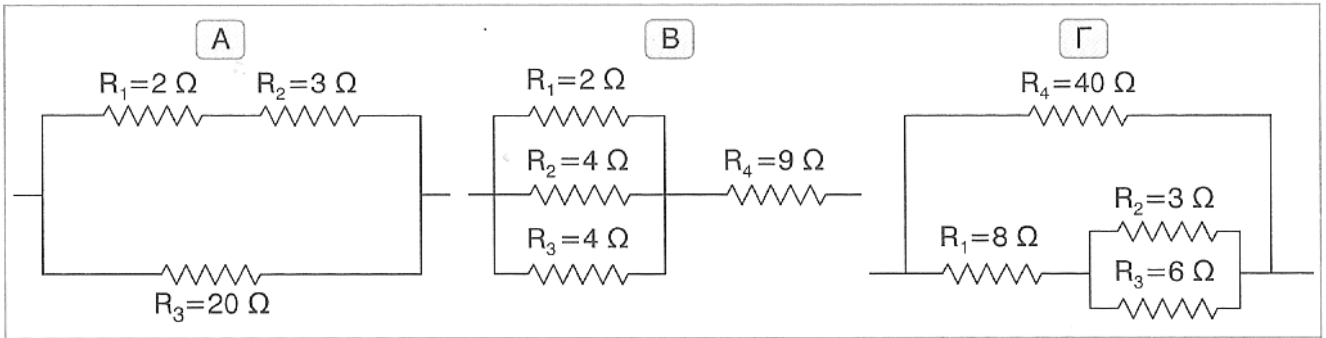 A
R₁=2 Ω
R₂=3 Ω
R₃=20 Ω
B
R₁=2 Ω
R₂=4 Ω
R₃=4 Ω
R₄=9 Ω
Γ
R₄=40 Ω
R₁=8 Ω
R₂=3 Ω
R₃=6 Ω